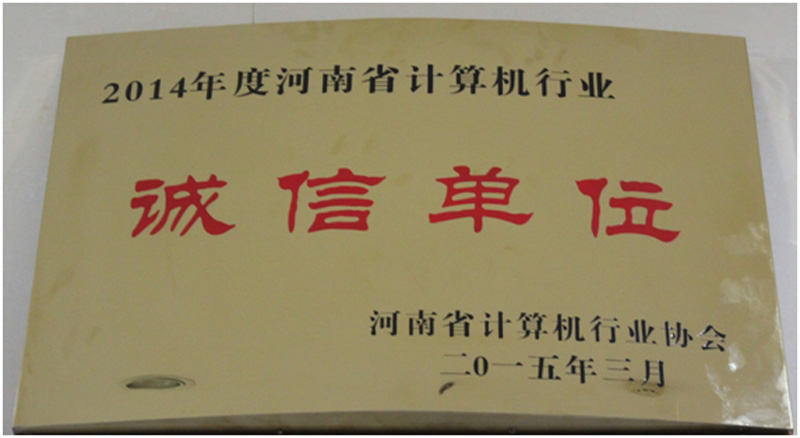 2014年度河南省计算机行业
诚信单位
河南省计算机行业协会
二0一五年三月